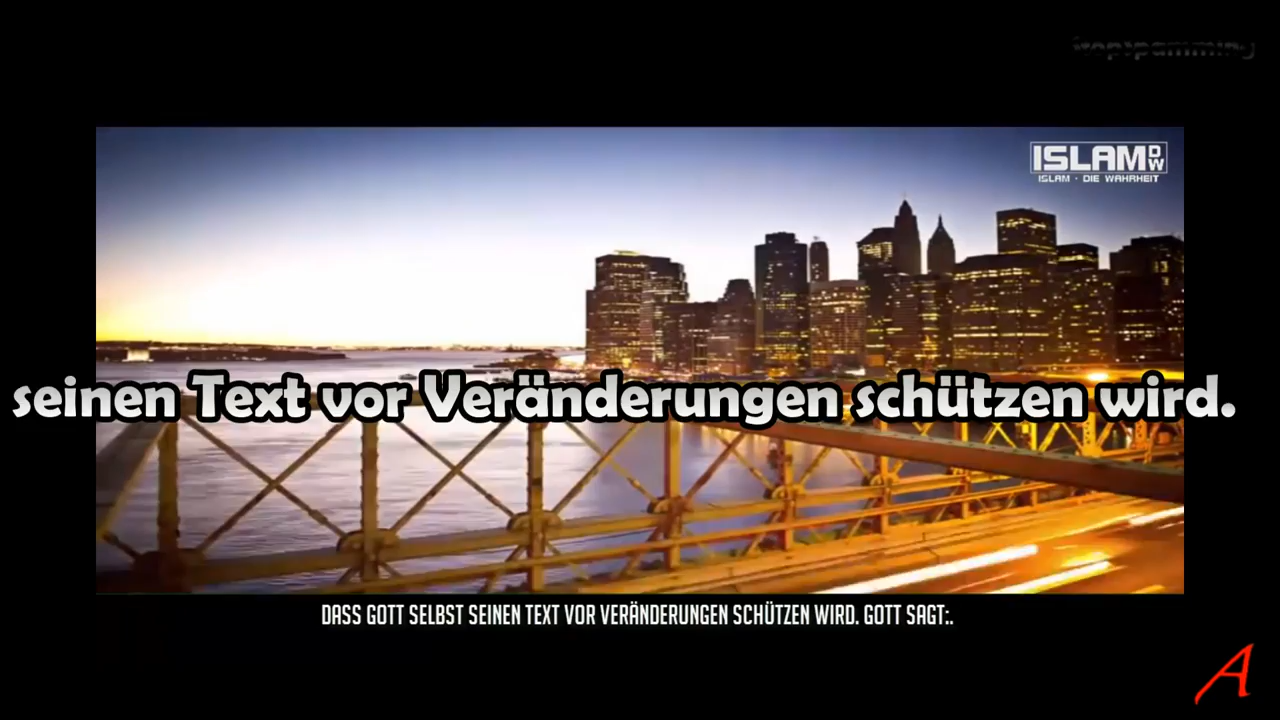 ISLAM DW
ISLAM · DIE WAHRHEIT
seinen Text vor Veränderungen schützen wird.
DASS GOTT SELBST SEINEN TEXT VOR VERÄNDERUNGEN SCHÜTZEN WIRD. GOTT SAGT:.
A